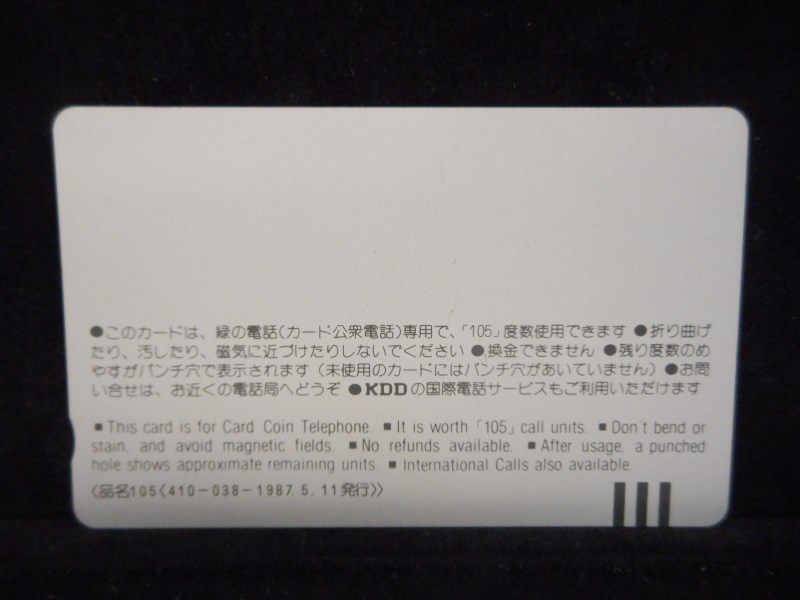 ●このカードは、緑の電話(カード公衆電話)専用で、「105」度数使用できます ●折り曲げ
たり、汚したり、磁気に近づけたりしないでください ●換金できません ●残り度数のめ
やすがパンチ穴で表示されます(未使用のカードにはパンチ穴があいていません) ●お問
い合せは、お近くの電話局へどうぞ ●KDDの国際電話サービスもご利用いただけます
■This card is for Card Coin Telephone. ■It is worth「105」call units. ■Don't bend or
stain, and avoid magnetic fields. ■No refunds available. ■After usage, a punched
hole shows approximate remaining units. ■International Calls also available.
〈品名105〈410-038-1987.5.11発行〉〉